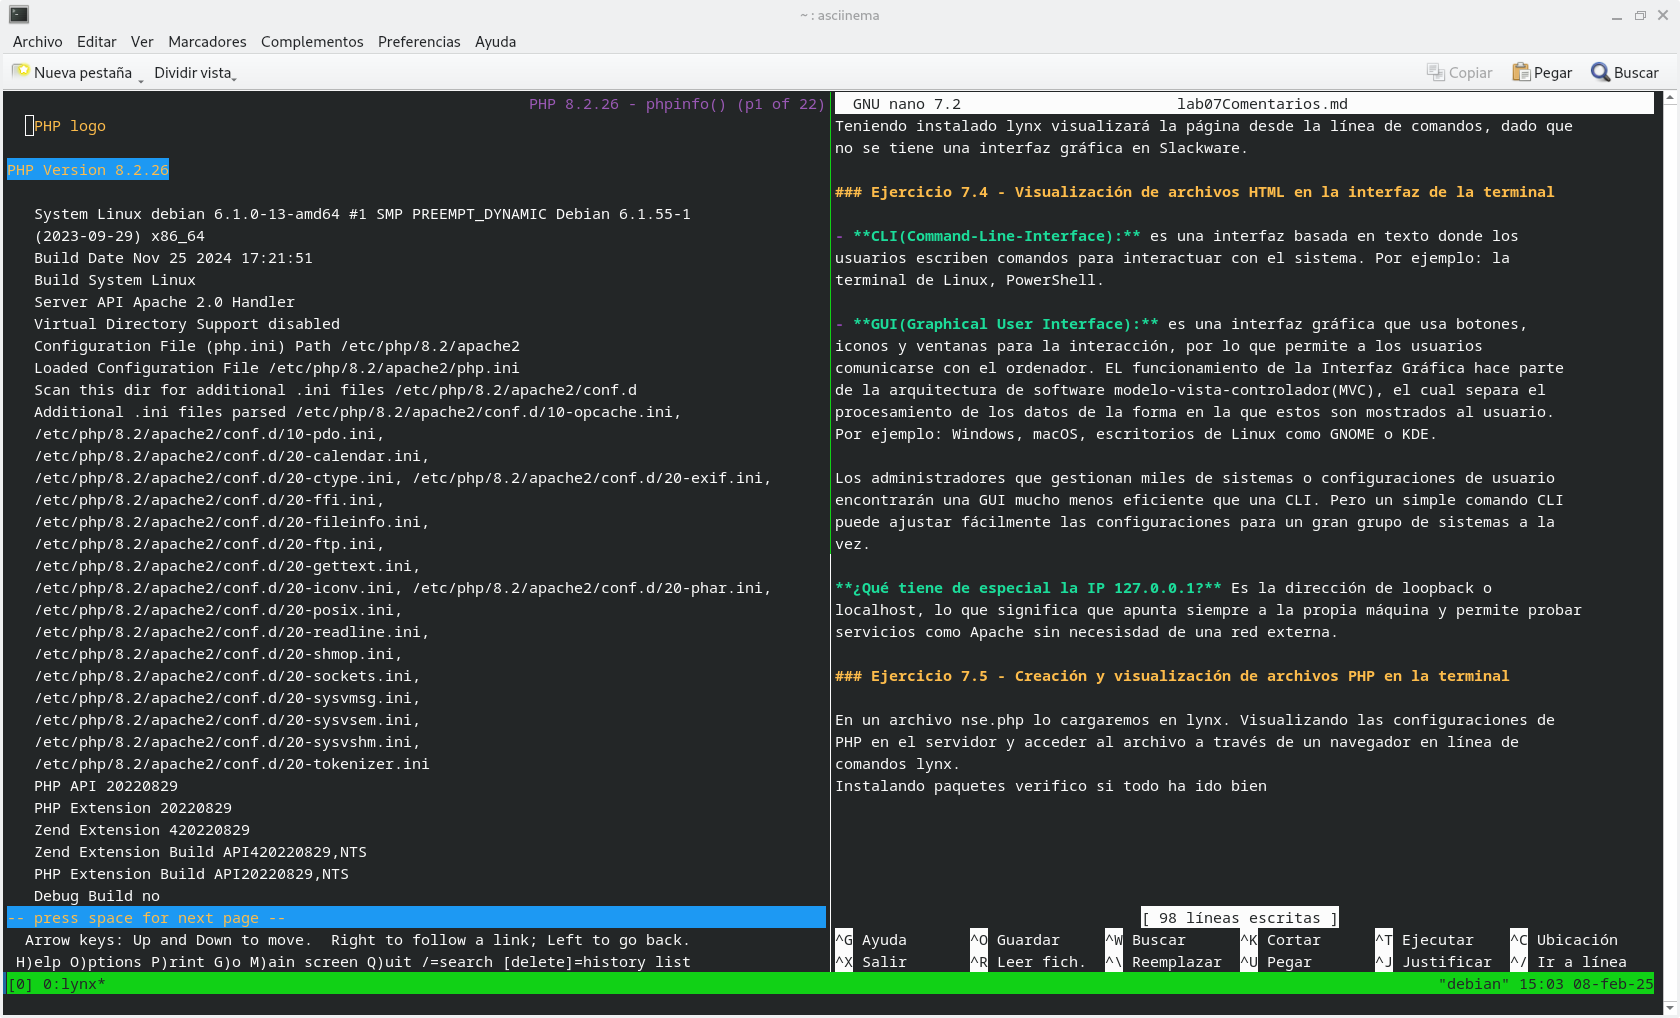 ~ : asciinema
Archivo Editar Ver Marcadores Complementos Preferencias Ayuda
Nueva pestaña Dividir vista Copiar Pegar Buscar
PHP 8.2.26 - phpinfo() (p1 of 22)
PHP logo
PHP Version 8.2.26
System Linux debian 6.1.0-13-amd64 #1 SMP PREEMPT_DYNAMIC Debian 6.1.55-1
(2023-09-29) x86_64
Build Date Nov 25 2024 17:21:51
Build System Linux
Server API Apache 2.0 Handler
Virtual Directory Support disabled
Configuration File (php.ini) Path /etc/php/8.2/apache2
Loaded Configuration File /etc/php/8.2/apache2/php.ini
Scan this dir for additional .ini files /etc/php/8.2/apache2/conf.d
Additional .ini files parsed /etc/php/8.2/apache2/conf.d/10-opcache.ini,
/etc/php/8.2/apache2/conf.d/10-pdo.ini,
/etc/php/8.2/apache2/conf.d/20-calendar.ini,
/etc/php/8.2/apache2/conf.d/20-ctype.ini, /etc/php/8.2/apache2/conf.d/20-exif.ini,
/etc/php/8.2/apache2/conf.d/20-ffi.ini,
/etc/php/8.2/apache2/conf.d/20-fileinfo.ini,
/etc/php/8.2/apache2/conf.d/20-ftp.ini,
/etc/php/8.2/apache2/conf.d/20-gettext.ini,
/etc/php/8.2/apache2/conf.d/20-iconv.ini, /etc/php/8.2/apache2/conf.d/20-phar.ini,
/etc/php/8.2/apache2/conf.d/20-posix.ini,
/etc/php/8.2/apache2/conf.d/20-readline.ini,
/etc/php/8.2/apache2/conf.d/20-shmop.ini,
/etc/php/8.2/apache2/conf.d/20-sockets.ini,
/etc/php/8.2/apache2/conf.d/20-sysvmsg.ini,
/etc/php/8.2/apache2/conf.d/20-sysvsem.ini,
/etc/php/8.2/apache2/conf.d/20-sysvshm.ini,
/etc/php/8.2/apache2/conf.d/20-tokenizer.ini
PHP API 20220829
PHP Extension 20220829
Zend Extension 420220829
Zend Extension Build API420220829,NTS
PHP Extension Build API20220829,NTS
Debug Build no
-- press space for next page --
Arrow keys: Up and Down to move.  Right to follow a link; Left to go back.
H)elp O)ptions P)rint G)o M)ain screen Q)uit /=search [delete]=history list
GNU nano 7.2 lab07Comentarios.md
Teniendo instalado lynx visualizará la página desde la línea de comandos, dado que
no se tiene una interfaz gráfica en Slackware.
### Ejercicio 7.4 - Visualización de archivos HTML en la interfaz de la terminal
- **CLI(Command-Line-Interface):** es una interfaz basada en texto donde los
usuarios escriben comandos para interactuar con el sistema. Por ejemplo: la
terminal de Linux, PowerShell.
- **GUI(Graphical User Interface):** es una interfaz gráfica que usa botones,
iconos y ventanas para la interacción, por lo que permite a los usuarios
comunicarse con el ordenador. EL funcionamiento de la Interfaz Gráfica hace parte
de la arquitectura de software modelo-vista-controlador(MVC), el cual separa el
procesamiento de los datos de la forma en la que estos son mostrados al usuario.
Por ejemplo: Windows, macOS, escritorios de Linux como GNOME o KDE.
Los administradores que gestionan miles de sistemas o configuraciones de usuario
encontrarán una GUI mucho menos eficiente que una CLI. Pero un simple comando CLI
puede ajustar fácilmente las configuraciones para un gran grupo de sistemas a la
vez.
**¿Qué tiene de especial la IP 127.0.0.1?** Es la dirección de loopback o
localhost, lo que significa que apunta siempre a la propia máquina y permite probar
servicios como Apache sin necesisdad de una red externa.
### Ejercicio 7.5 - Creación y visualización de archivos PHP en la terminal
En un archivo nse.php lo cargaremos en lynx. Visualizando las configuraciones de
PHP en el servidor y acceder al archivo a través de un navegador en línea de
comandos lynx.
Instalando paquetes verifico si todo ha ido bien
[ 98 líneas escritas ]
^G Ayuda ^O Guardar ^W Buscar ^K Cortar ^T Ejecutar ^C Ubicación
^X Salir ^R Leer fich. ^\ Reemplazar ^U Pegar ^J Justificar ^/ Ir a línea
[0] 0:lynx* "debian" 15:03 08-feb-25